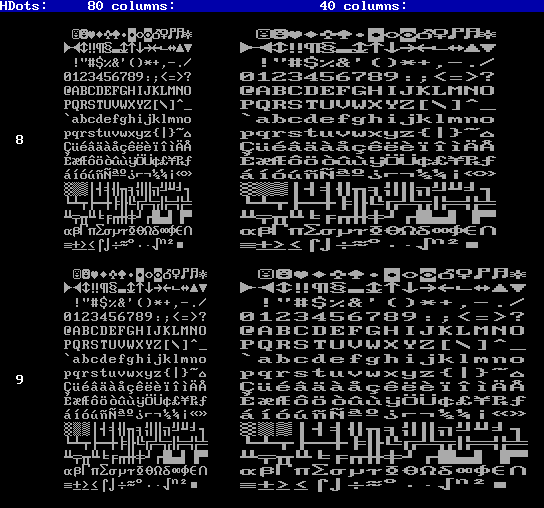 HDots: 80 columns: 40 columns:
☺☻♥♦♣♠•◘○◙♂♀♪♫☼ ☺☻♥♦♣♠•◘○◙♂♀♪♫☼
►◄↕‼¶§▬↨↑↓→←∟↔▲▼ ►◄↕‼¶§▬↨↑↓→←∟↔▲▼
!"#$%&'()*+,-./ !"#$%&'()*+,-./
0123456789:;<=>? 0123456789:;<=>?
@ABCDEFGHIJKLMNO @ABCDEFGHIJKLMNO
PQRSTUVWXYZ[\]^_ PQRSTUVWXYZ[\]^_
`abcdefghijklmno `abcdefghijklmno
pqrstuvwxyz{|}~⌂ pqrstuvwxyz{|}~⌂
8
ÇüéâäàåçêëèïîìÄÅ ÇüéâäàåçêëèïîìÄÅ
ÉæÆôöòûùÿÖÜ¢£¥₧ƒ ÉæÆôöòûùÿÖÜ¢£¥₧ƒ
áíóúñÑªº¿⌐¬½¼¡«» áíóúñÑªº¿⌐¬½¼¡«»
░▒▓│┤╡╢╖╕╣║╗╝╜╛┐ ░▒▓│┤╡╢╖╕╣║╗╝╜╛┐
└┴┬├─┼╞╟╚╔╩╦╠═╬╧ └┴┬├─┼╞╟╚╔╩╦╠═╬╧
╨╤╥╙╘╒╓╫╪┘┌█▄▌▐▀ ╨╤╥╙╘╒╓╫╪┘┌█▄▌▐▀
αßΓπΣσµτΦΘΩδ∞φε∩ αßΓπΣσµτΦΘΩδ∞φε∩
≡±≥≤⌠⌡÷≈°∙·√ⁿ²■ ≡±≥≤⌠⌡÷≈°∙·√ⁿ²■
☺☻♥♦♣♠•◘○◙♂♀♪♫☼ ☺☻♥♦♣♠•◘○◙♂♀♪♫☼
►◄↕‼¶§▬↨↑↓→←∟↔▲▼ ►◄↕‼¶§▬↨↑↓→←∟↔▲▼
!"#$%&'()*+,-./ !"#$%&'()*+,-./
0123456789:;<=>? 0123456789:;<=>?
@ABCDEFGHIJKLMNO @ABCDEFGHIJKLMNO
PQRSTUVWXYZ[\]^_ PQRSTUVWXYZ[\]^_
`abcdefghijklmno `abcdefghijklmno
pqrstuvwxyz{|}~⌂ pqrstuvwxyz{|}~⌂
9
ÇüéâäàåçêëèïîìÄÅ ÇüéâäàåçêëèïîìÄÅ
ÉæÆôöòûùÿÖÜ¢£¥₧ƒ ÉæÆôöòûùÿÖÜ¢£¥₧ƒ
áíóúñÑªº¿⌐¬½¼¡«» áíóúñÑªº¿⌐¬½¼¡«»
░▒▓│┤╡╢╖╕╣║╗╝╜╛┐ ░▒▓│┤╡╢╖╕╣║╗╝╜╛┐
└┴┬├─┼╞╟╚╔╩╦╠═╬╧ └┴┬├─┼╞╟╚╔╩╦╠═╬╧
╨╤╥╙╘╒╓╫╪┘┌█▄▌▐▀ ╨╤╥╙╘╒╓╫╪┘┌█▄▌▐▀
αßΓπΣσµτΦΘΩδ∞φε∩ αßΓπΣσµτΦΘΩδ∞φε∩
≡±≥≤⌠⌡÷≈°∙·√ⁿ²■ ≡±≥≤⌠⌡÷≈°∙·√ⁿ²■